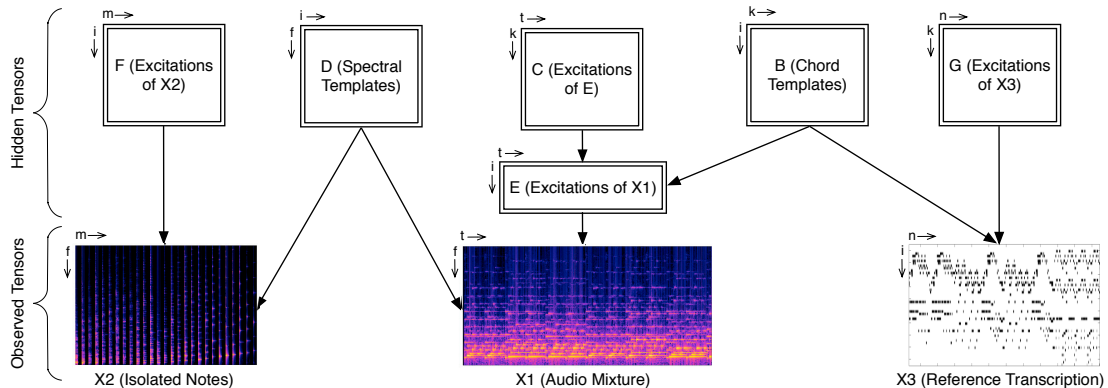 m
i
F (Excitations
of X2)
i
f
D (Spectral
Templates)
t
k
C (Excitations
of E)
k
i
B (Chord
Templates)
n
k
G (Excitations
of X3)
Hidden Tensors
t
i
E (Excitations of X1)
Observed Tensors
m
f
X2 (Isolated Notes)
t
f
X1 (Audio Mixture)
n
i
X3 (Reference Transcription)